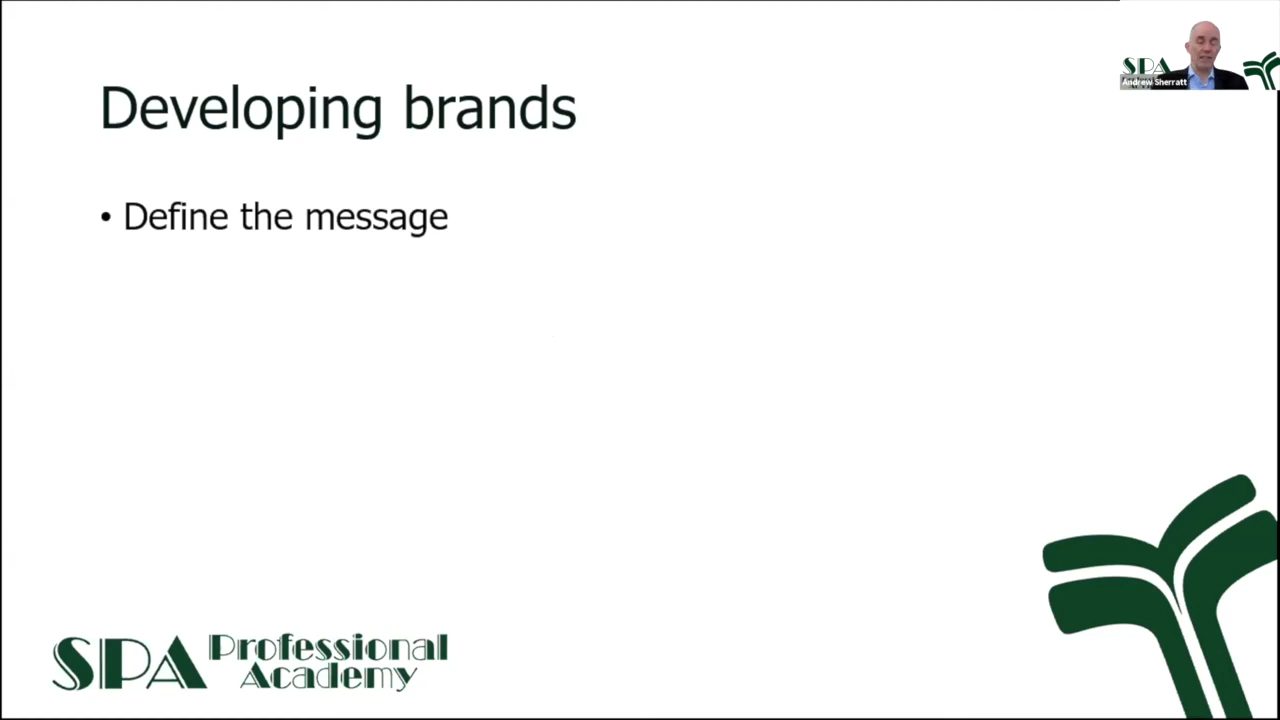 Developing brands
• Define the message
SPA
Andrew Sherratt
SPA Professional
Academy